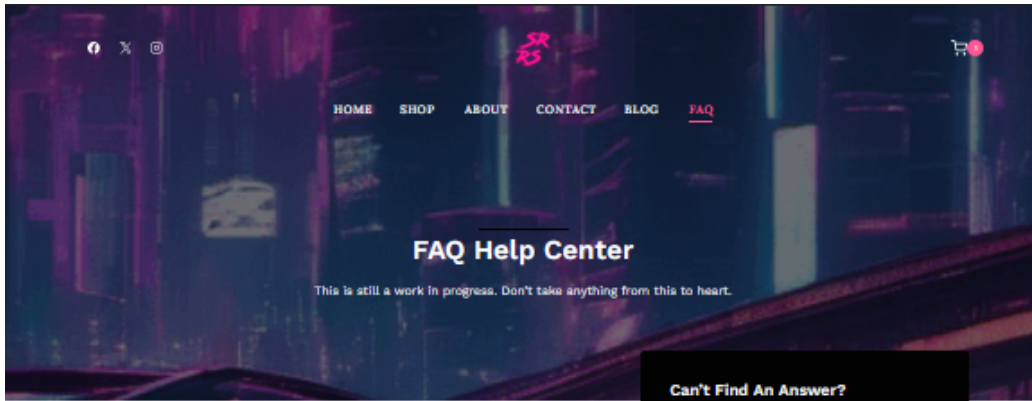 SR
RS
HOME SHOP ABOUT CONTACT BLOG FAQ
FAQ Help Center
This is still a work in progress. Don't take anything from this to heart.
Can't Find An Answer?